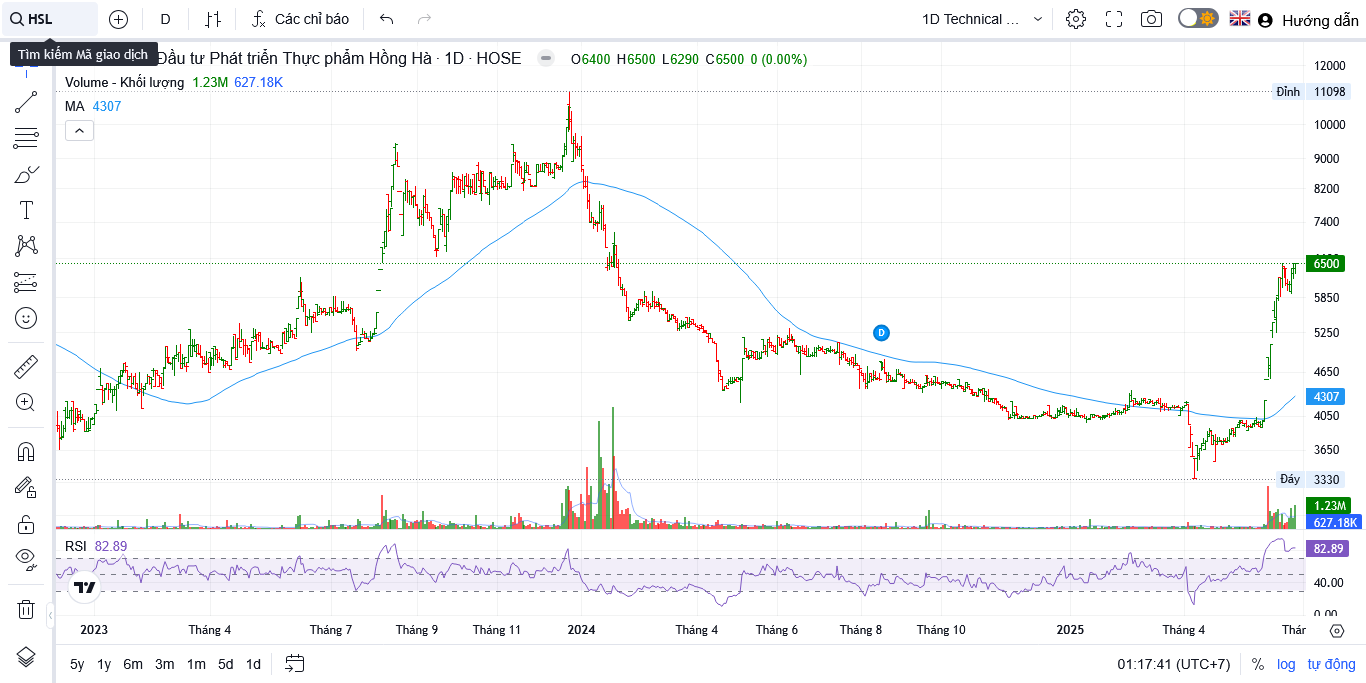 HSL
D
Các chỉ báo
1D Technical ...
Hướng dẫn
Tìm kiếm Mã giao dịch
Đầu tư Phát triển Thực phẩm Hồng Hà · 1D · HOSE
O6400 H6500 L6290 C6500 0 (0.00%)
Volume - Khối lượng 1.23M 627.18K
MA 4307
12000
Đỉnh 11098
10000
9000
8200
7400
6500
5850
5250
D
4650
4307
4050
3650
Đáy 3330
1.23M
627.18K
RSI 82.89
82.89
40.00
0.00
2023 Tháng 4 Tháng 7 Tháng 9 Tháng 11 2024 Tháng 4 Tháng 6 Tháng 8 Tháng 10 2025 Tháng 4 Thár
5y 1y 6m 3m 1m 5d 1d
01:17:41 (UTC+7) % log tự động